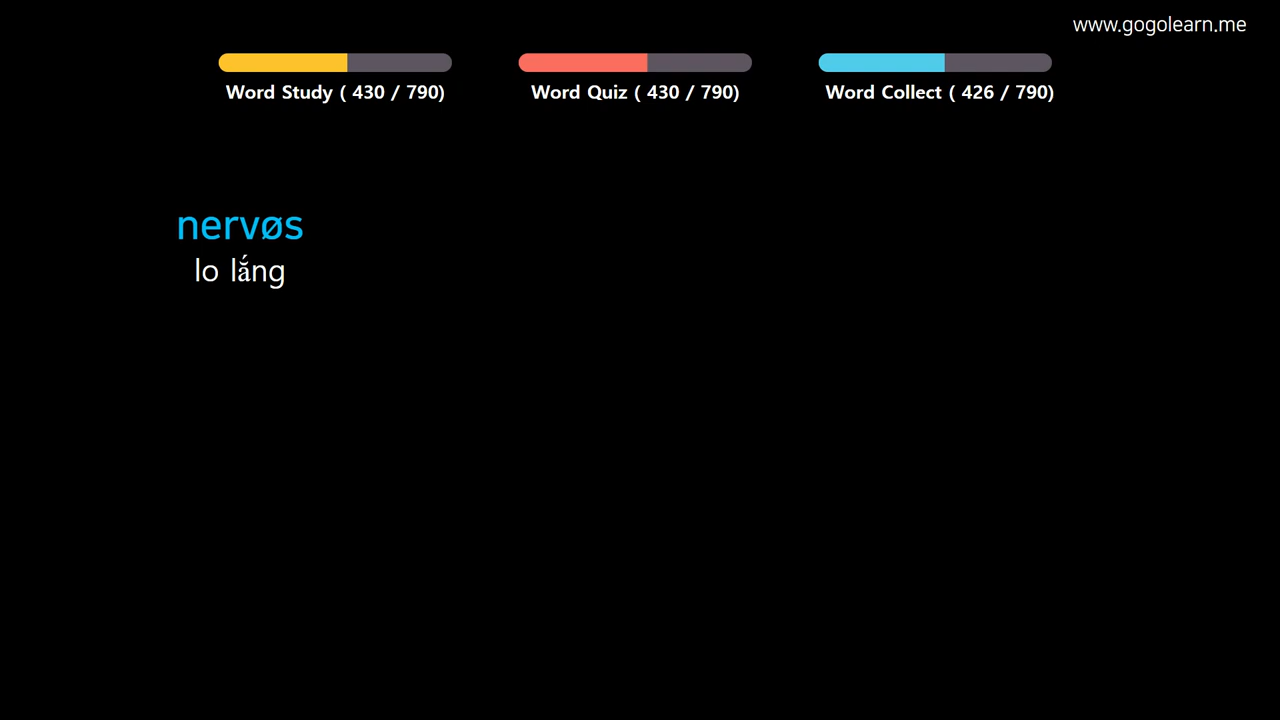 www.gogolearn.me
Word Study ( 430 / 790)
Word Quiz ( 430 / 790)
Word Collect ( 426 / 790)
nervøs
lo lắng